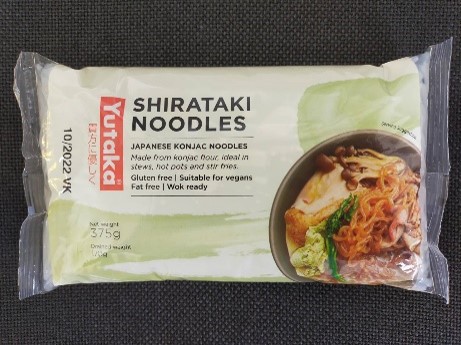 SHIRATAKI
NOODLES
JAPANESE KONJAC NOODLES
Made from konjac flour, ideal in
stews, hot pots and stir fries.
Gluten free | Suitable for vegans
Fat free | Wok ready
Yutaka®
10/2022 VK
Net weight
375g